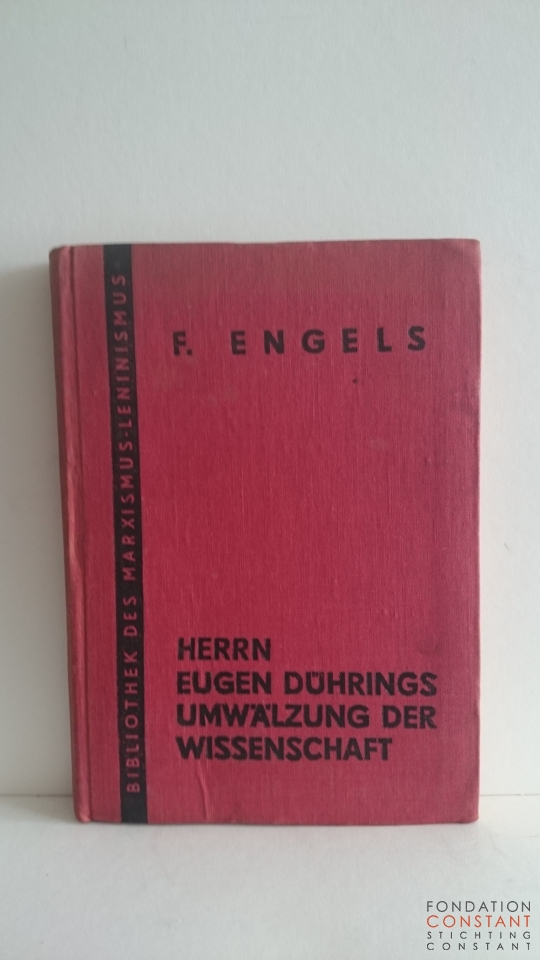 BIBLIOTHEK DES MARXISMUS-LENINISMUS
F. ENGELS
HERRN
EUGEN DÜHRINGS
UMWÄLZUNG DER
WISSENSCHAFT
FONDATION
CONSTANT
STICHTING
CONSTANT